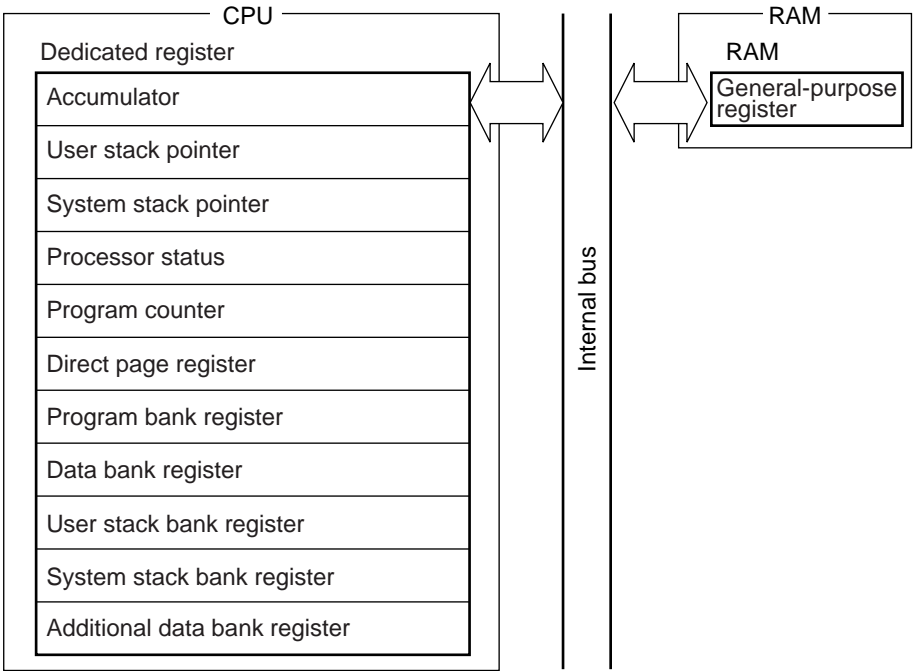 CPU
Dedicated register
Accumulator
User stack pointer
System stack pointer
Processor status
Program counter
Direct page register
Program bank register
Data bank register
User stack bank register
System stack bank register
Additional data bank register
Internal bus
RAM
RAM
General-purpose
register